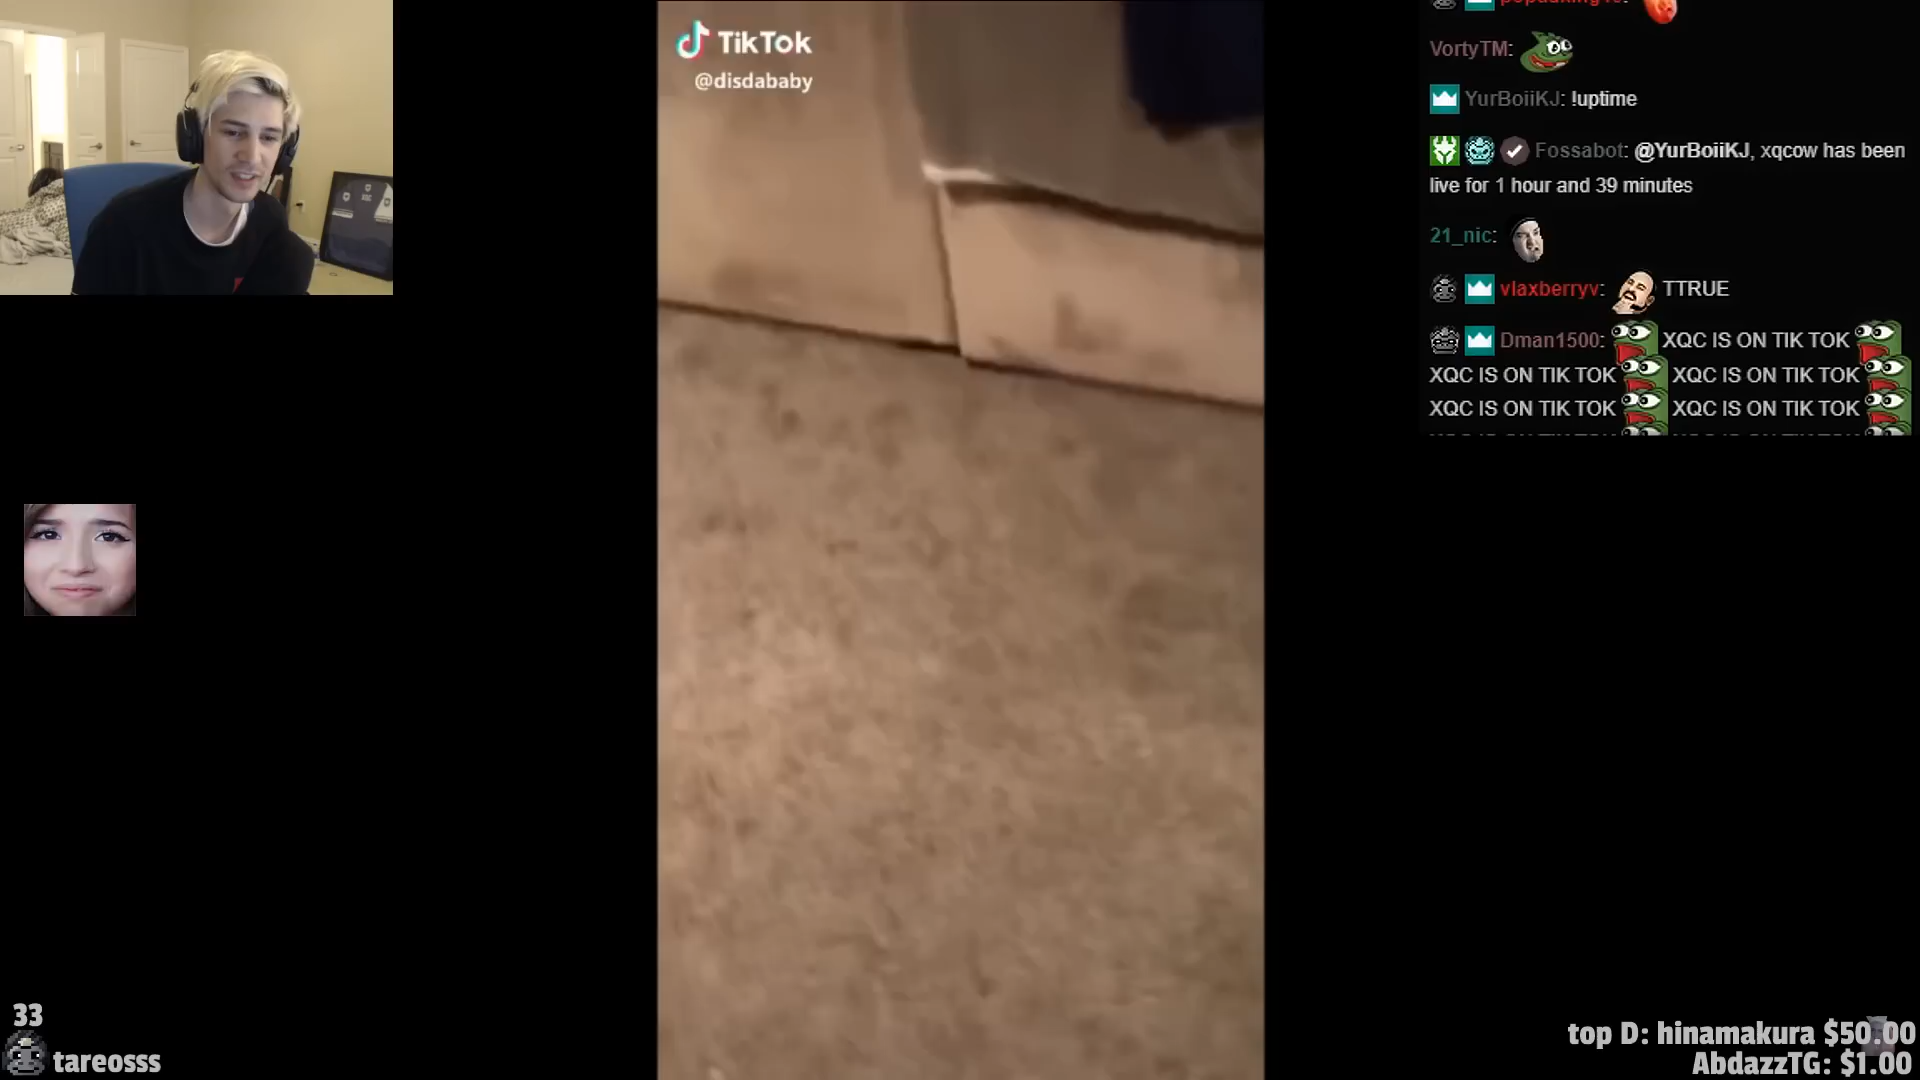 TikTok
@disdababy
VortyTM:
YurBoiiKJ: !uptime
Fossabot: @YurBoiiKJ, xqcow has been
live for 1 hour and 39 minutes
21_nic:
vlaxberryv: TTRUE
Dman1500: XQC IS ON TIK TOK
XQC IS ON TIK TOK XQC IS ON TIK TOK
XQC IS ON TIK TOK XQC IS ON TIK TOK
33
tareosss
top D: hinamakura $50.00
AbdazzTG: $1.00